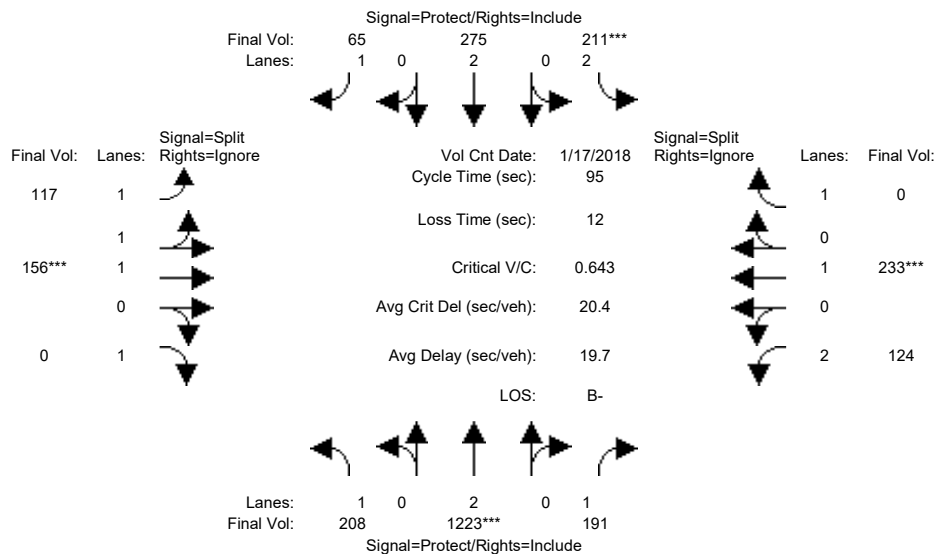 Signal=Protect/Rights=Include
Final Vol: 65 275 211***
Lanes: 1 0 2 0 2
Signal=Split Signal=Split
Final Vol: Lanes: Rights=Ignore Vol Cnt Date: 1/17/2018 Rights=Ignore Lanes: Final Vol:
Cycle Time (sec): 95
117 1 1 0
Loss Time (sec): 12
1 0
156*** 1 Critical V/C: 0.643 1 233***
0 Avg Crit Del (sec/veh): 20.4 0
0 1 Avg Delay (sec/veh): 19.7 2 124
LOS: B-
Lanes: 1 0 2 0 1
Final Vol: 208 1223*** 191
Signal=Protect/Rights=Include